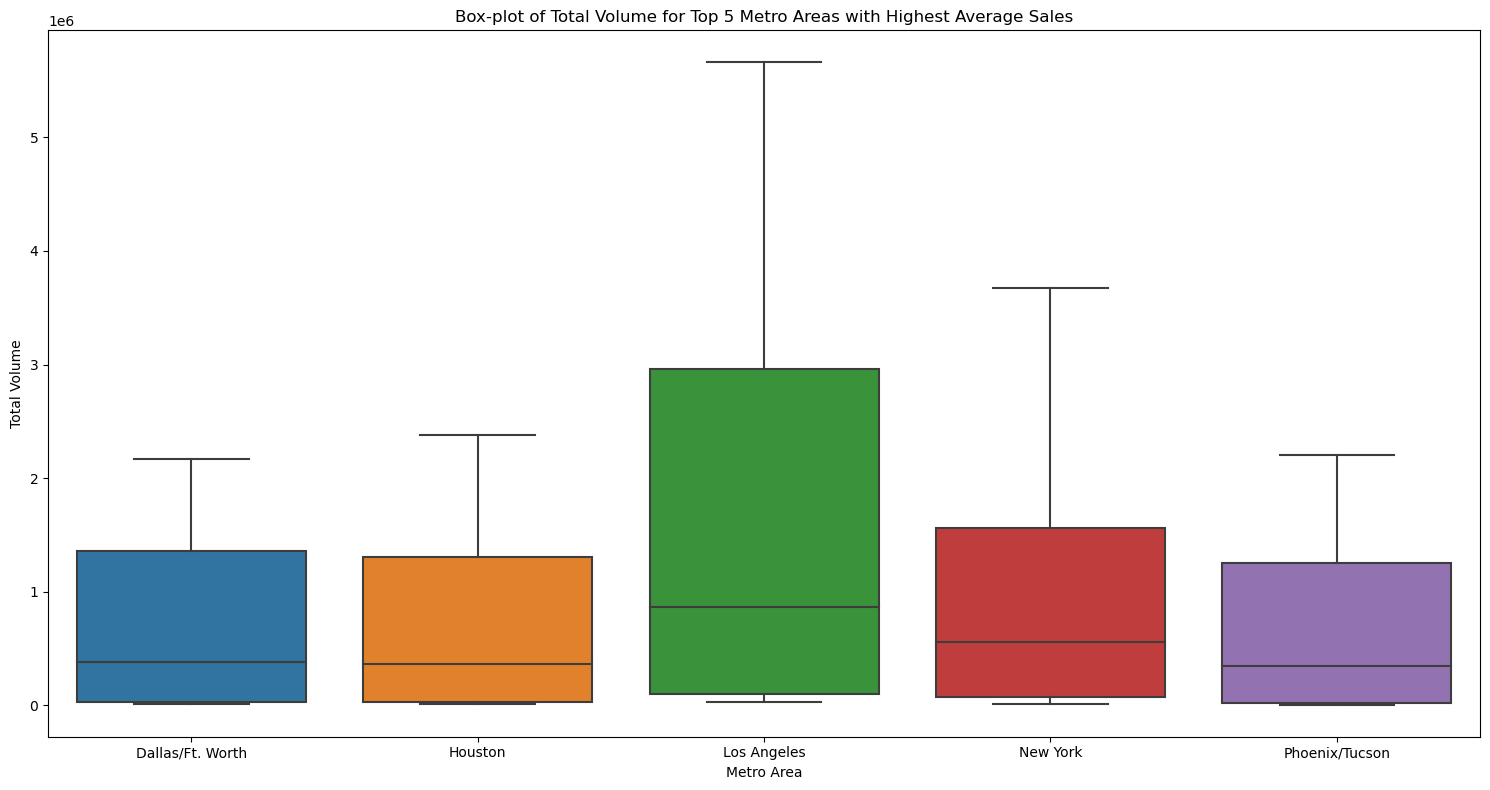 Box-plot of Total Volume for Top 5 Metro Areas with Highest Average Sales
1e6
5
4
3
2
1
0
Total Volume
Dallas/Ft. Worth Houston Los Angeles New York Phoenix/Tucson
Metro Area